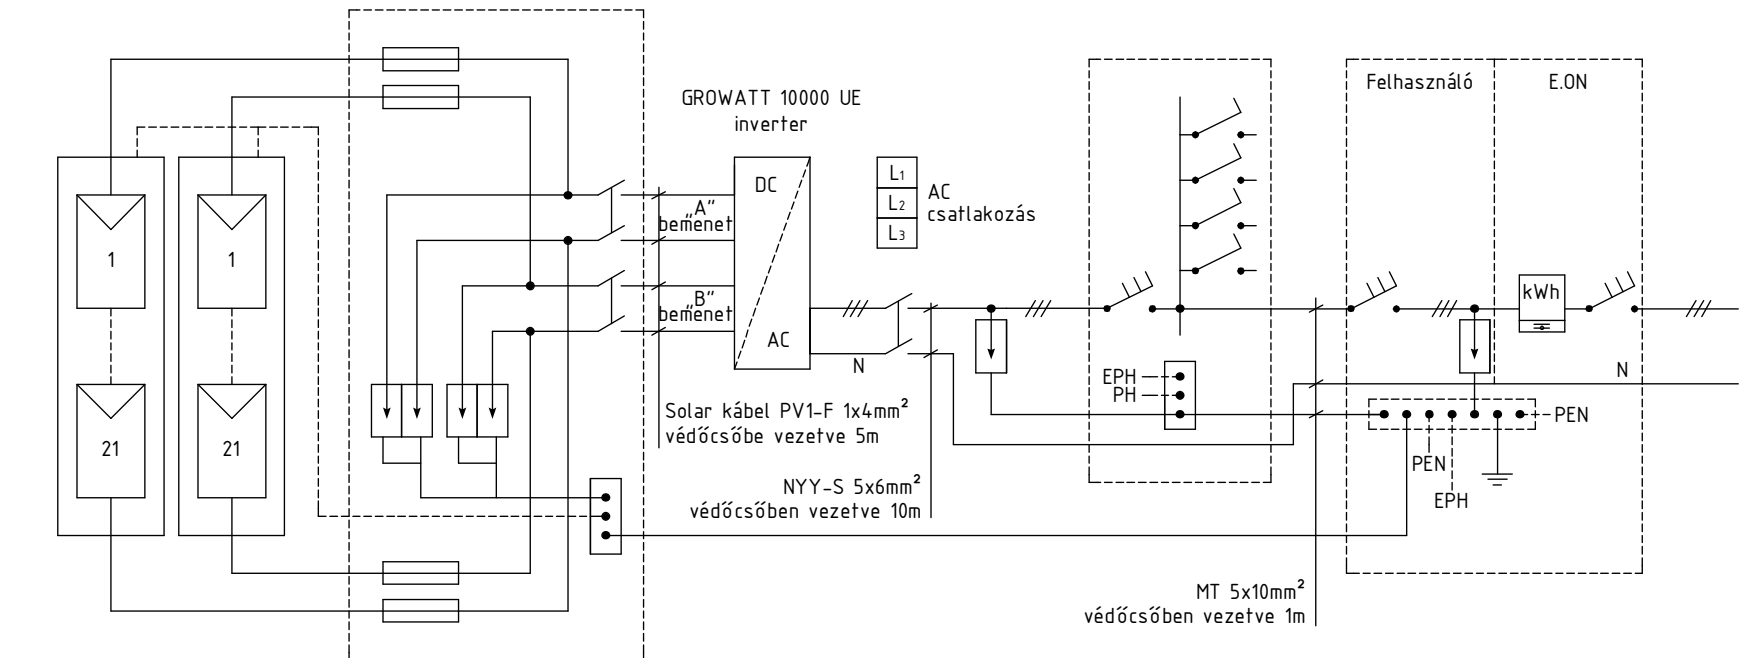 Felhasználó
E.ON
GROWATT 10000 UE
inverter
DC
AC
1
1
21
21
„A"
bemenet
„B"
bemenet
L1
L2
L3
AC
csatlakozás
kWh
N
N
EPH
PH
Solar kábel PV1-F 1x4mm²
védőcsőbe vezetve 5m
NYY-S 5x6mm²
védőcsőben vezetve 10m
PEN
PEN
EPH
MT 5x10mm²
védőcsőben vezetve 1m